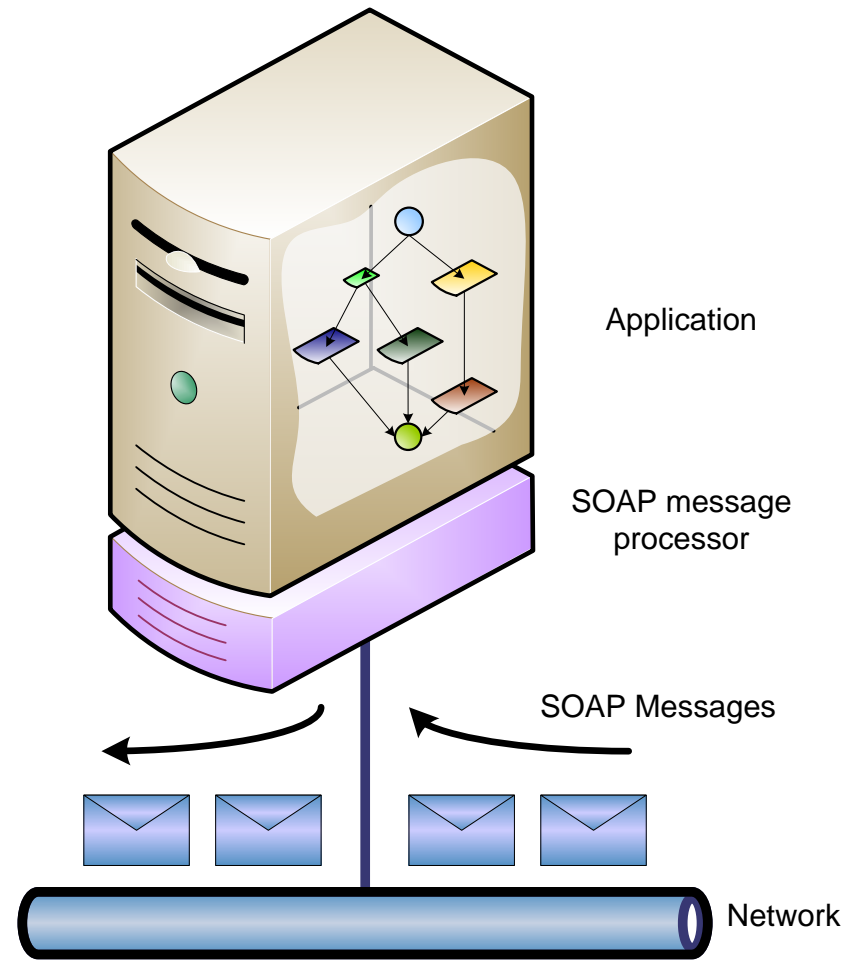 Application
SOAP message
processor
SOAP Messages
Network